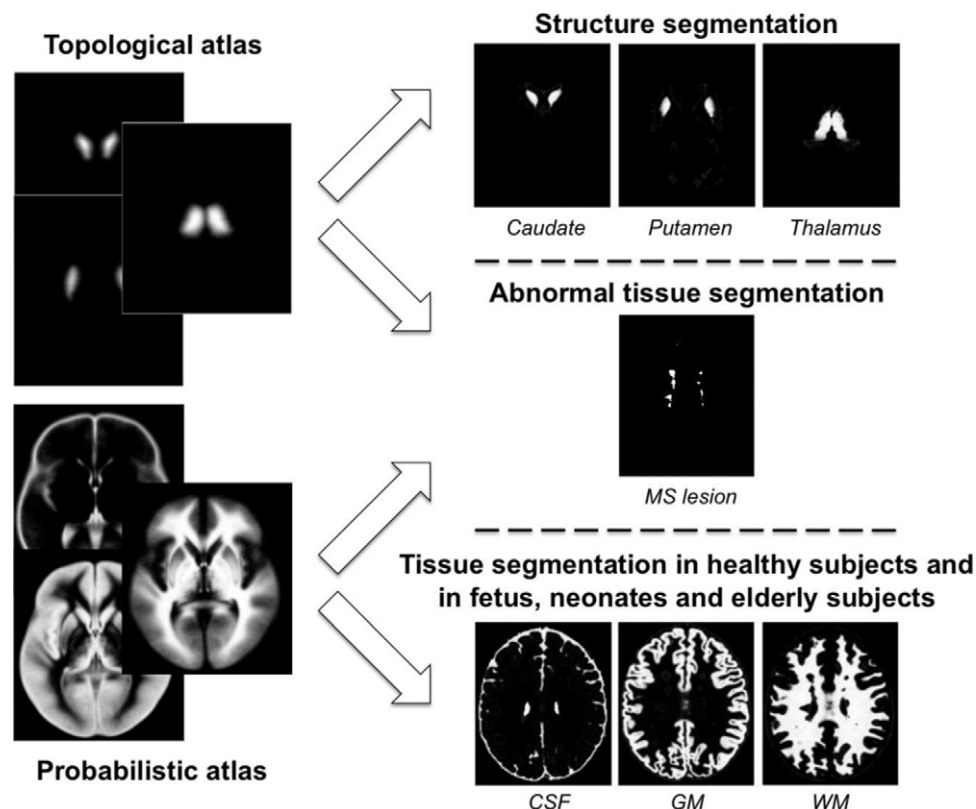 Topological atlas
Structure segmentation
Caudate
Putamen
Thalamus
Abnormal tissue segmentation
MS lesion
Tissue segmentation in healthy subjects and
in fetus, neonates and elderly subjects
Probabilistic atlas
CSF
GM
WM